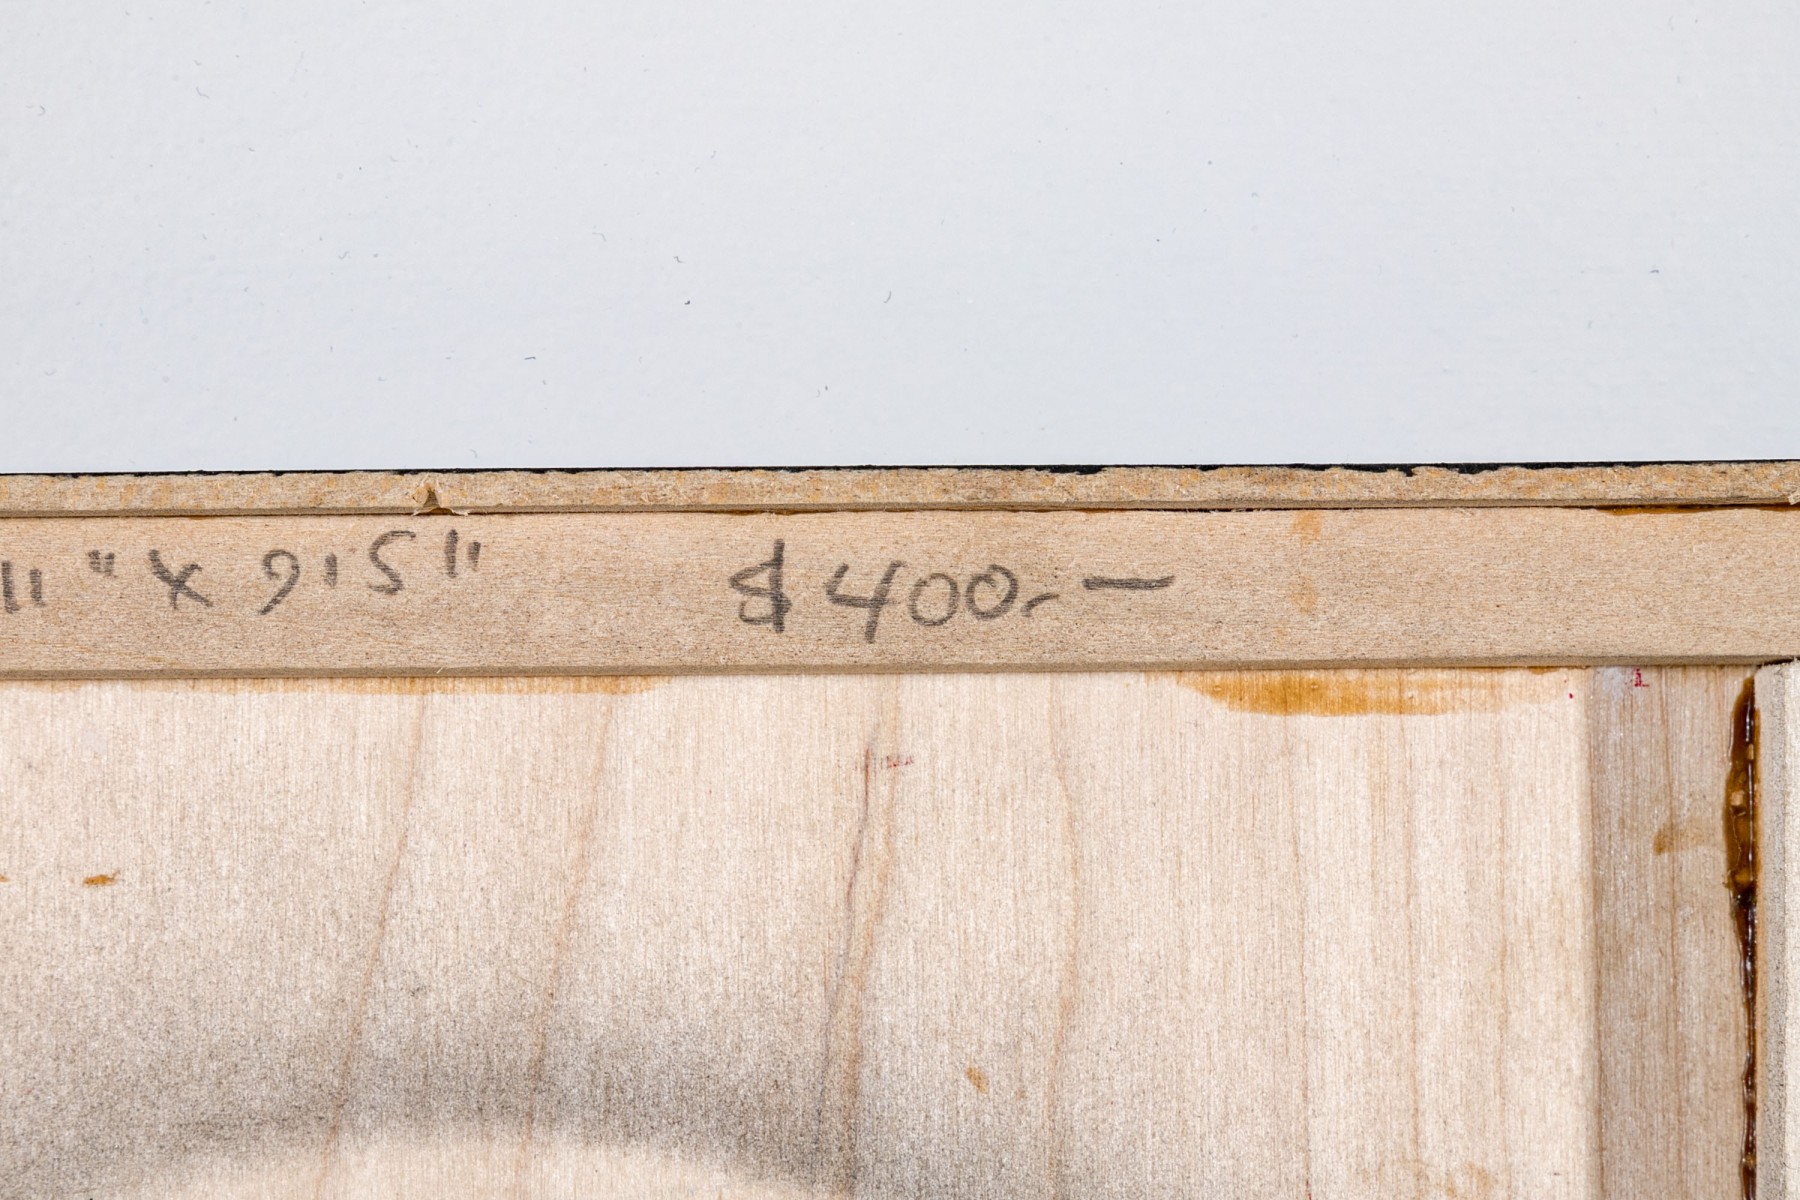 11" x 9'5" $400.-